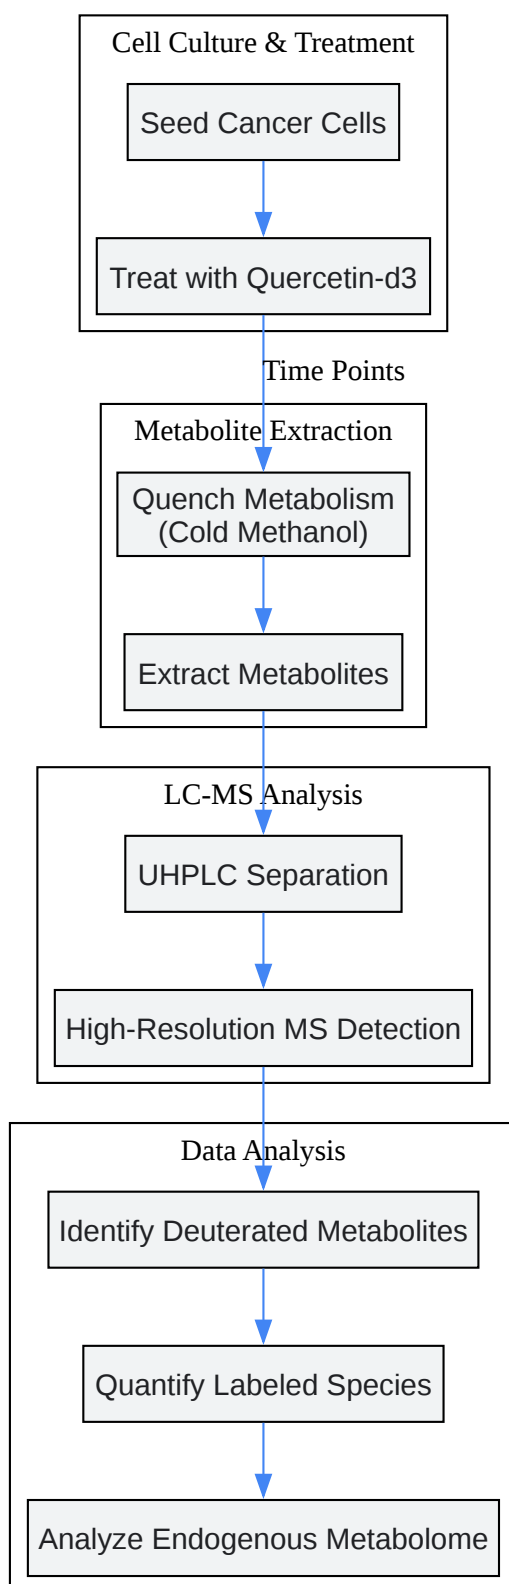 Cell Culture & Treatment
Seed Cancer Cells
Treat with Quercetin-d3
Time Points
Metabolite Extraction
Quench Metabolism
(Cold Methanol)
Extract Metabolites
LC-MS Analysis
UHPLC Separation
High-Resolution MS Detection
Data Analysis
Identify Deuterated Metabolites
Quantify Labeled Species
Analyze Endogenous Metabolome